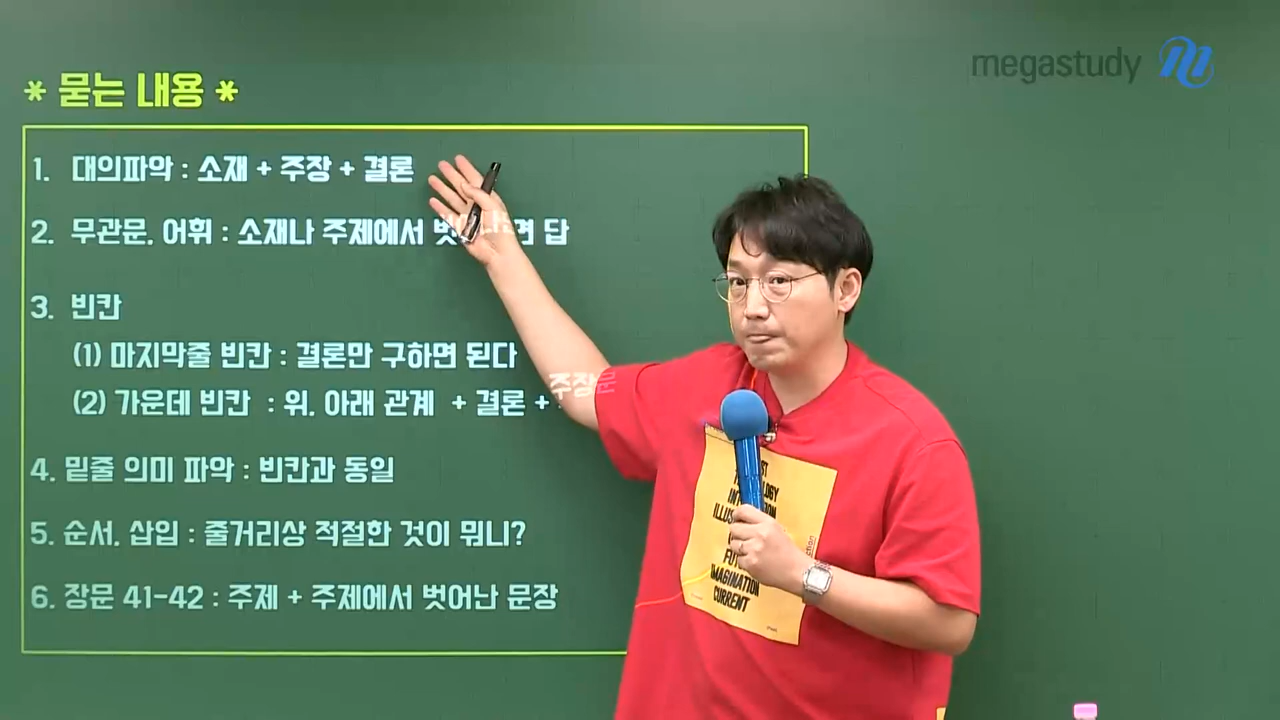 megastudy
* 묻는 내용 *
1. 대의파악 : 소재 + 주장 + 결론
2. 무관문, 어휘 : 소재나 주제에서 벗어나면 답
3. 빈칸
(1) 마지막줄 빈칸 : 결론만 구하면 된다
(2) 가운데 빈칸 : 위, 아래 관계 + 결론 + 주장문
4. 밑줄 의미 파악 : 빈칸과 동일
5. 순서, 삽입 : 줄거리상 적절한 것이 뭐니?
6. 장문 41-42 : 주제 + 주제에서 벗어난 문장
FUT
IMAGINATION
CURRENT